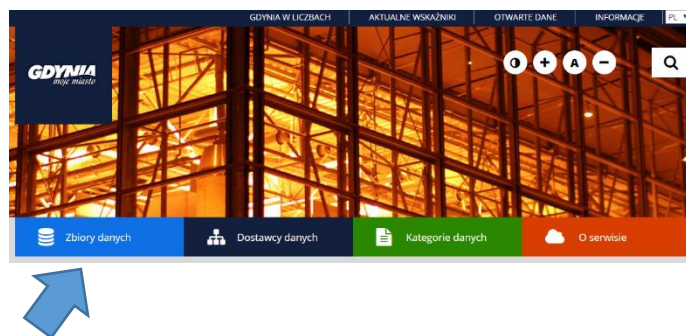 GDYNIA W LICZBACH AKTUALNE WSKAŹNIKI OTWARTE DANE INFORMACJE PL
GDYNIA
moje miasto
A
Zbiory danych Dostawcy danych Kategorie danych O serwisie